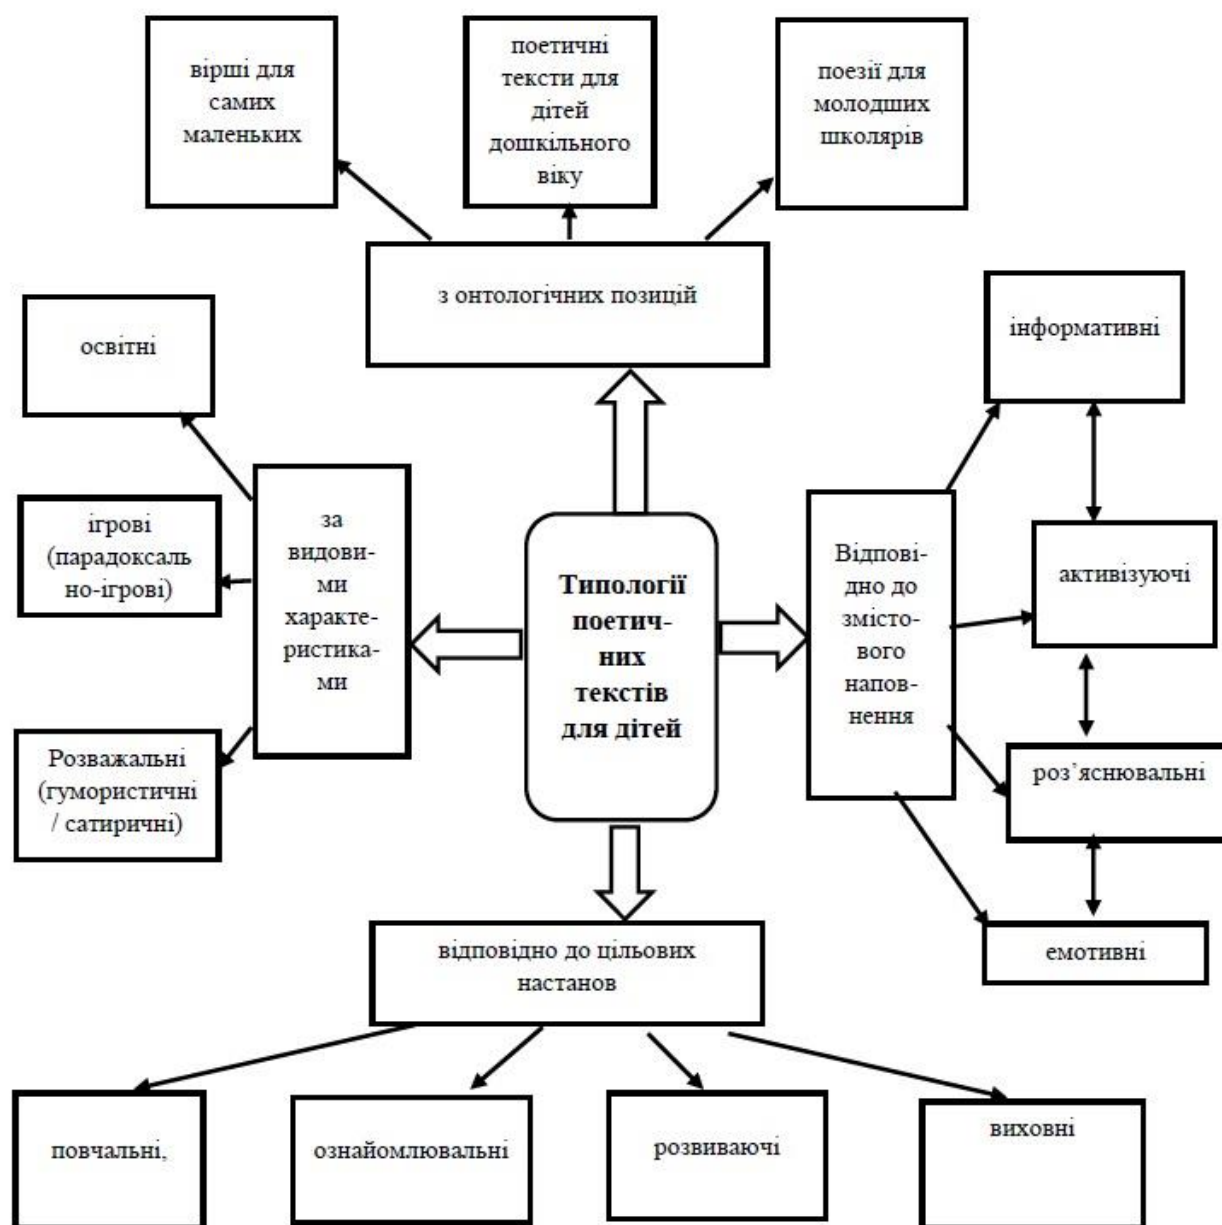 вірші для
самих
маленьких
поетичні
тексти для
дітей
дошкільного
віку
поезії для
молодших
школярів
з онтологічних позицій
освітні
ігрові
(парадоксаль
но-ігрові)
Розважальні
(гумористичні
/ сатиричні)
за
видови-
ми
характе-
ристика-
ми
Типології
поетич-
них
текстів
для дітей
Відпові-
дно до
змісто-
вого
напов-
нення
інформативні
активізуючі
роз’яснювальні
емотивні
відповідно до цільових
настанов
повчальні,
ознайомлювальні
розвиваючі
виховні